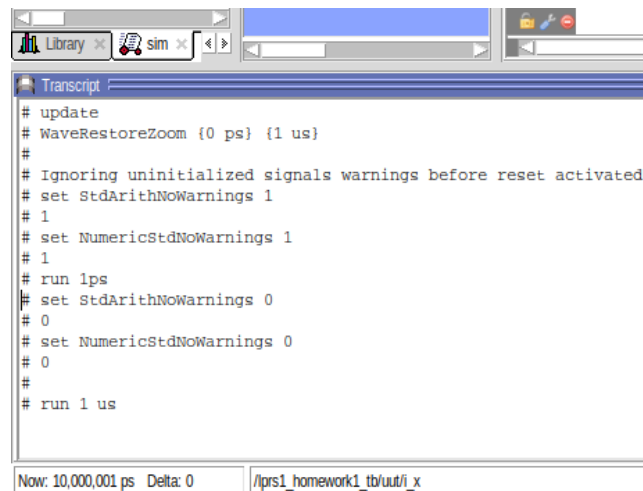 Library sim
Transcript
# update
# WaveRestoreZoom {0 ps} {1 us}
#
# Ignoring uninitialized signals warnings before reset activated
# set StdArithNoWarnings 1
# 1
# set NumericStdNoWarnings 1
# 1
# run 1ps
# set StdArithNoWarnings 0
# 0
# set NumericStdNoWarnings 0
# 0
#
# run 1 us
Now: 10,000,001 ps Delta: 0 /lprs1_homework1_tb/uut/i_x